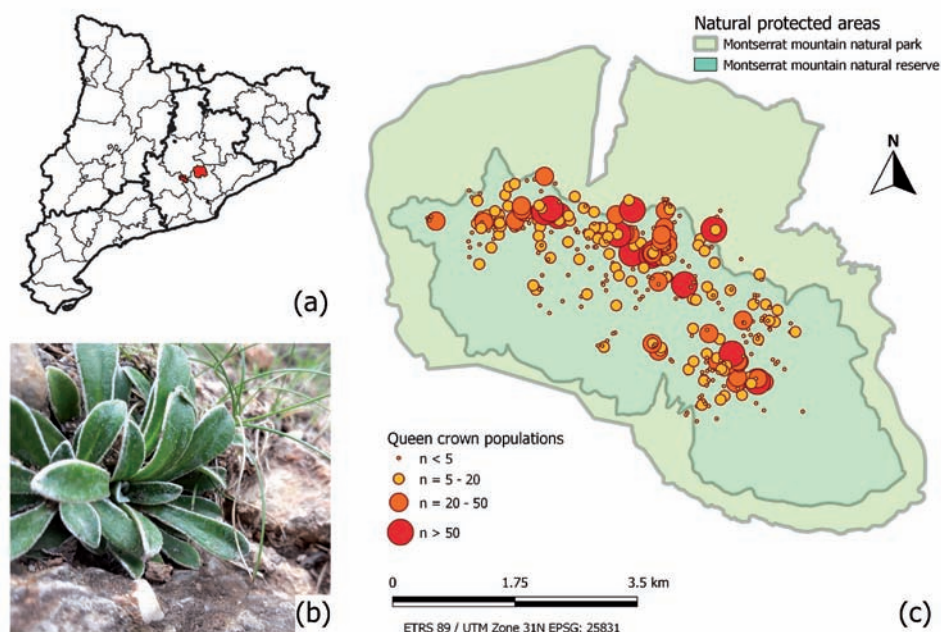 (a)
(b)
Natural protected areas
Montserrat mountain natural park
Montserrat mountain natural reserve
N
Queen crown populations
n < 5
n = 5 - 20
n = 20 - 50
n > 50
0 1.75 3.5 km
ETRS 89 / UTM Zone 31N EPSG: 25831
(c)